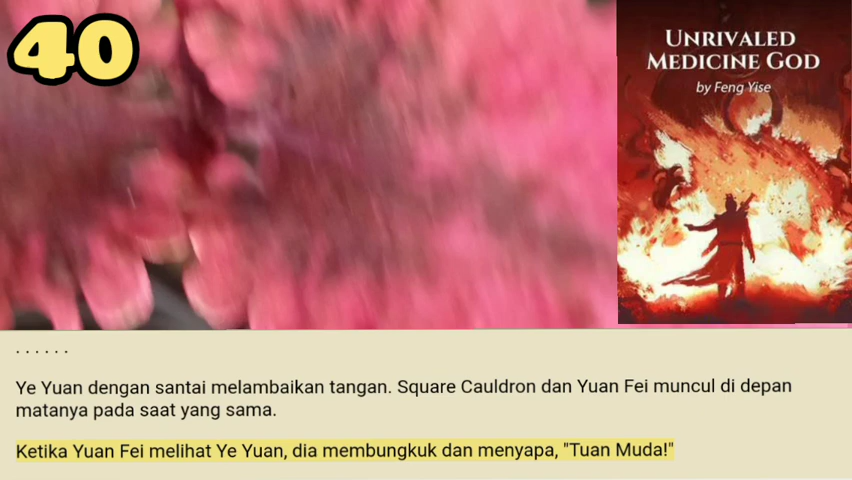 40
UNRIVALED
MEDICINE GOD
by Feng Yise
......
Ye Yuan dengan santai melambaikan tangan. Square Cauldron dan Yuan Fei muncul di depan
matanya pada saat yang sama.
Ketika Yuan Fei melihat Ye Yuan, dia membungkuk dan menyapa, "Tuan Muda!"